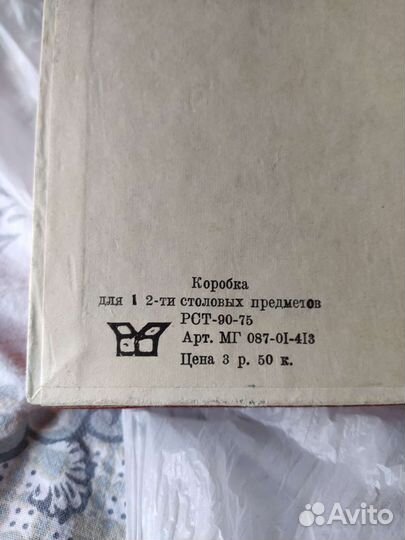 Коробка
для 1 2-ти столовых предметов
РСТ-90-75
Арт. МГ 087-01-413
Цена 3 р. 50 к.
Avito